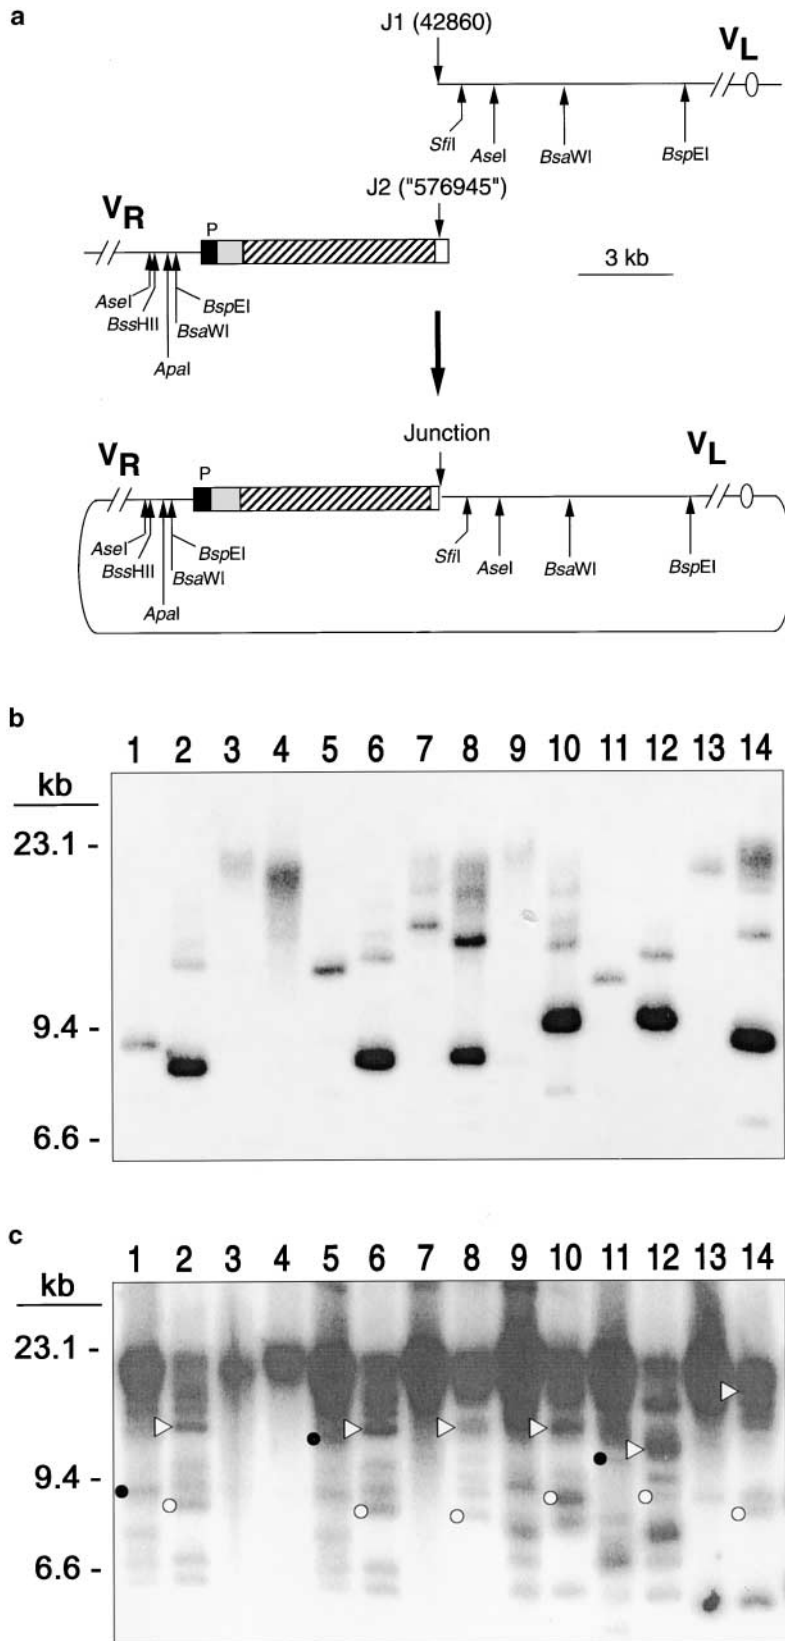 a
J1 (42860)
VL
SfiI
AseI
BsaWI
BspEI
J2 ("576945")
VR
P
3 kb
AseI
BssHII
BspEI
BsaWI
ApaI
Junction
VR
P
VL
AseI
BssHII
BspEI
BsaWI
ApaI
SfiI
AseI
BsaWI
BspEI
b
1 2 3 4 5 6 7 8 9 10 11 12 13 14
kb
23.1 -
9.4 -
6.6 -
c
1 2 3 4 5 6 7 8 9 10 11 12 13 14
kb
23.1 -
9.4 -
6.6 -